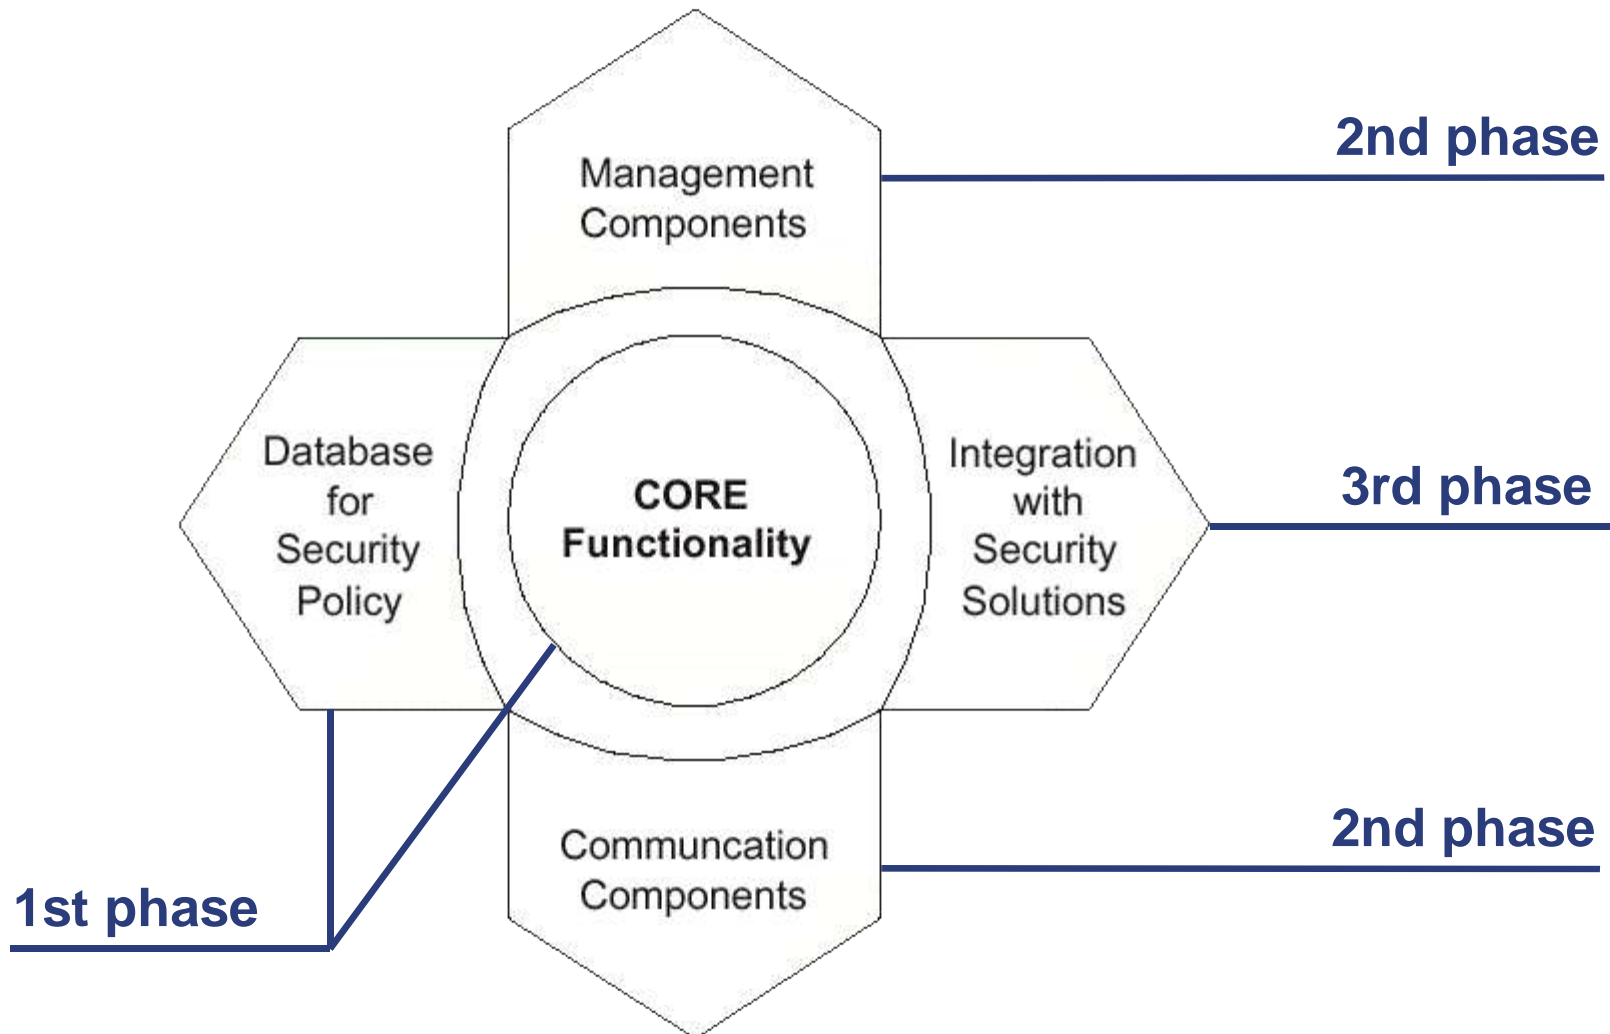 2nd phase
Management
Components
Database
for
Security
Policy
CORE
Functionality
Integration
with
Security
Solutions
3rd phase
2nd phase
Communcation
Components
1st phase